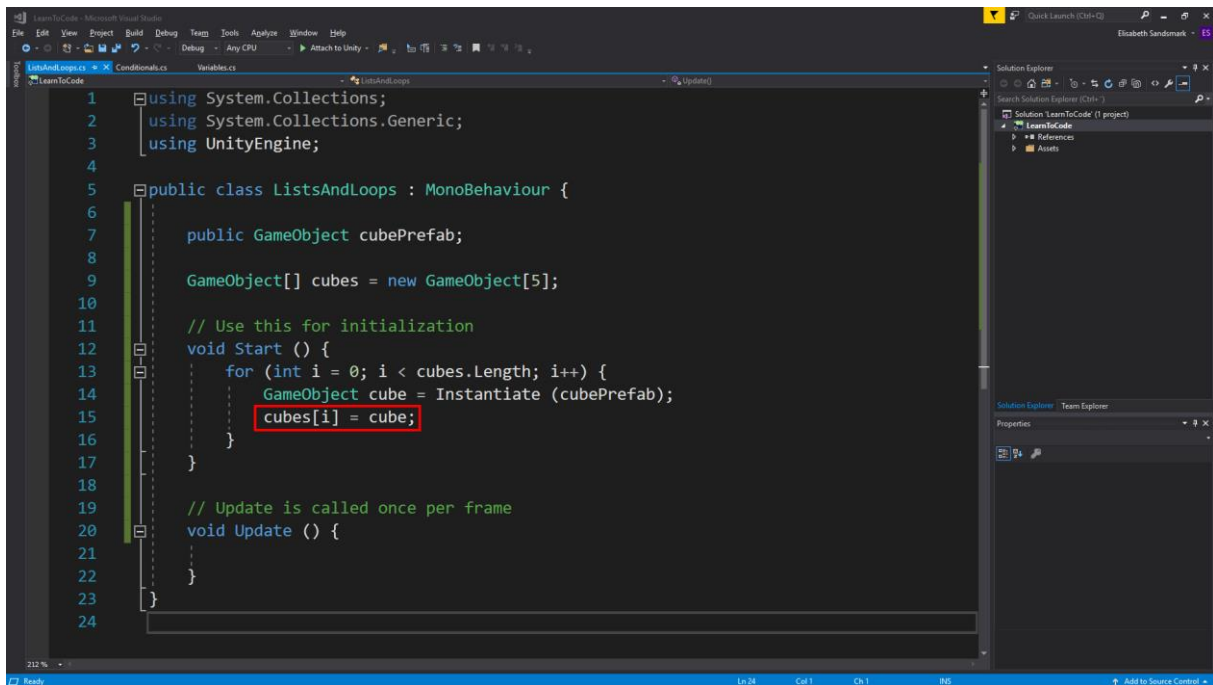 LearnToCode - Microsoft Visual Studio
Quick Launch (Ctrl+Q)
File Edit View Project Build Debug Team Tools Analyze Window Help
Elisabeth Sandsmark ES
Debug Any CPU Attach to Unity
Toolbox
ListsAndLoops.cs Conditionals.cs Variables.cs
LearnToCode ListsAndLoops Update()
1 using System.Collections;
2 using System.Collections.Generic;
3 using UnityEngine;
4
5 public class ListsAndLoops : MonoBehaviour {
6
7 public GameObject cubePrefab;
8
9 GameObject[] cubes = new GameObject[5];
10
11 // Use this for initialization
12 void Start () {
13 for (int i = 0; i < cubes.Length; i++) {
14 GameObject cube = Instantiate (cubePrefab);
15 cubes[i] = cube;
16 }
17 }
18
19 // Update is called once per frame
20 void Update () {
21
22 }
23 }
24
212 %
Solution Explorer
Search Solution Explorer (Ctrl+¨)
Solution 'LearnToCode' (1 project)
LearnToCode
References
Assets
Solution Explorer Team Explorer
Properties
Ready Ln 24 Col 1 Ch 1 INS Add to Source Control